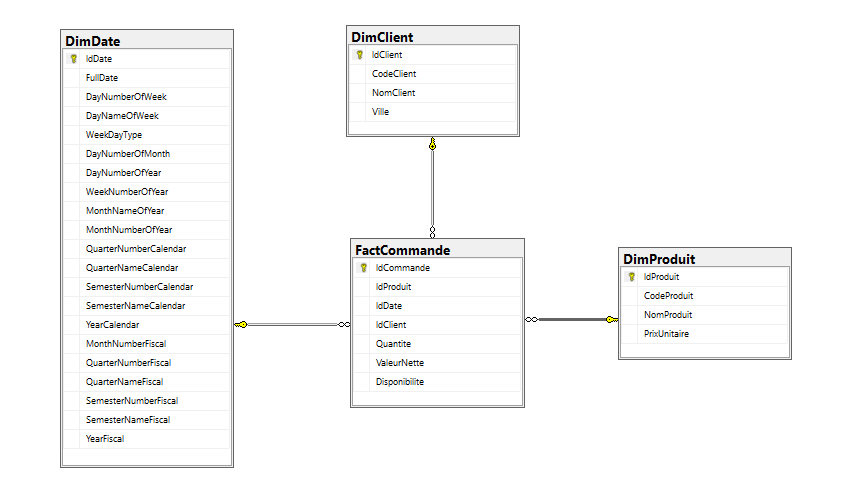 DimDate
IdDate
FullDate
DayNumberOfWeek
DayNameOfWeek
WeekDayType
DayNumberOfMonth
DayNumberOfYear
WeekNumberOfYear
MonthNameOfYear
MonthNumberOfYear
QuarterNumberCalendar
QuarterNameCalendar
SemesterNumberCalendar
SemesterNameCalendar
YearCalendar
MonthNumberFiscal
QuarterNumberFiscal
QuarterNameFiscal
SemesterNumberFiscal
SemesterNameFiscal
YearFiscal
DimClient
IdClient
CodeClient
NomClient
Ville
FactCommande
IdCommande
IdProduit
IdDate
IdClient
Quantite
ValeurNette
Disponibilite
DimProduit
IdProduit
CodeProduit
NomProduit
PrixUnitaire